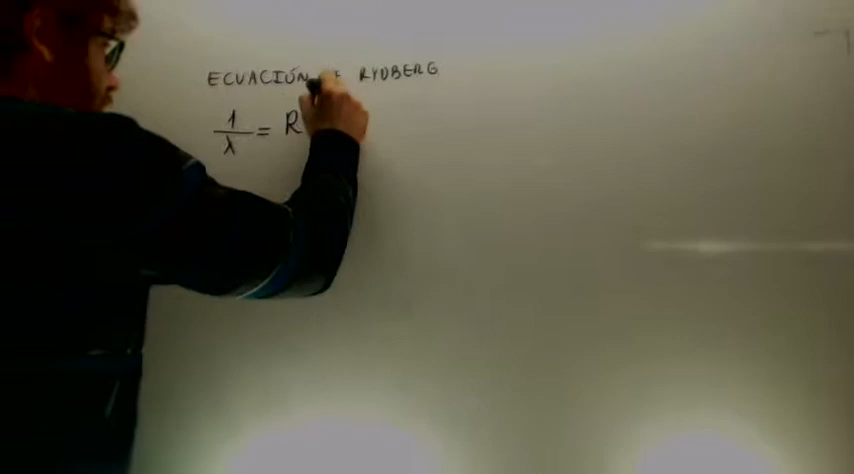 ECUACIÓN RYDBERG
1/λ = R